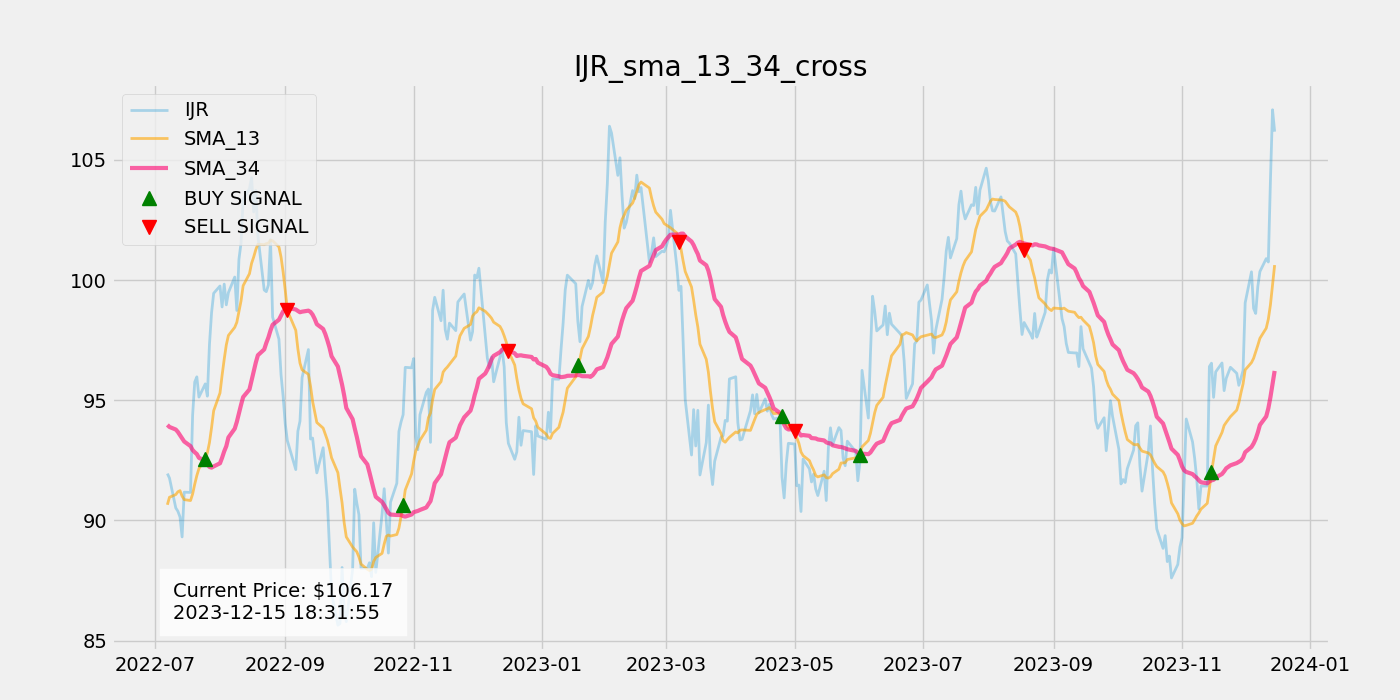 IJR_sma_13_34_cross
IJR
SMA_13
SMA_34
BUY SIGNAL
SELL SIGNAL
105
100
95
90
85
Current Price: $106.17
2023-12-15 18:31:55
2022-07 2022-09 2022-11 2023-01 2023-03 2023-05 2023-07 2023-09 2023-11 2024-01